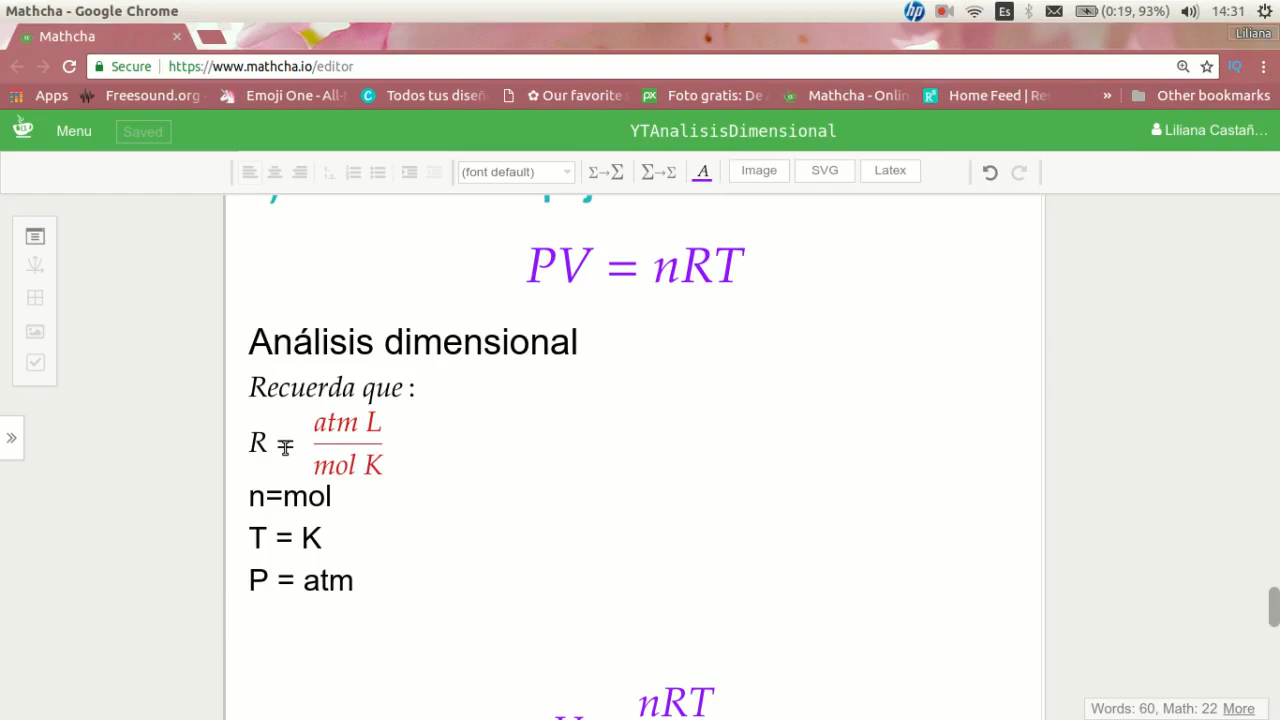 Mathcha - Google Chrome
Es
(0:19, 93%)
14:31
Mathcha
Liliana
Secure
https://www.mathcha.io/editor
Apps
Freesound.org
Emoji One - All-
Todos tus diseñ
✿ Our favorite
Foto gratis: De
Mathcha - Onlin
Home Feed | Re
»
Other bookmarks
Menu
Saved
YTAnalisisDimensional
Liliana Castañ...
(font default)
Σ→Σ
Σ→Σ
A
Image
SVG
Latex
PV = nRT
Análisis dimensional
Recuerda que :
R = atm L / mol K
n=mol
T = K
P = atm
nRT
Words: 60, Math: 22 More